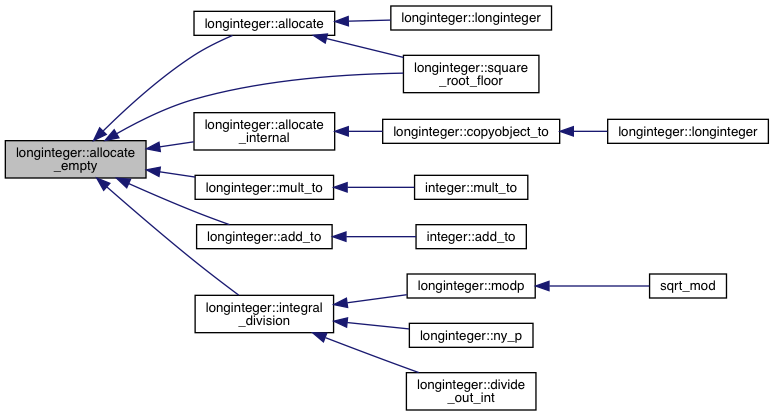 longinteger::allocate
_empty
longinteger::allocate
longinteger::longinteger
longinteger::square
_root_floor
longinteger::allocate
_internal
longinteger::copyobject_to
longinteger::longinteger
longinteger::mult_to
integer::mult_to
longinteger::add_to
integer::add_to
longinteger::integral
_division
longinteger::modp
sqrt_mod
longinteger::ny_p
longinteger::divide
_out_int